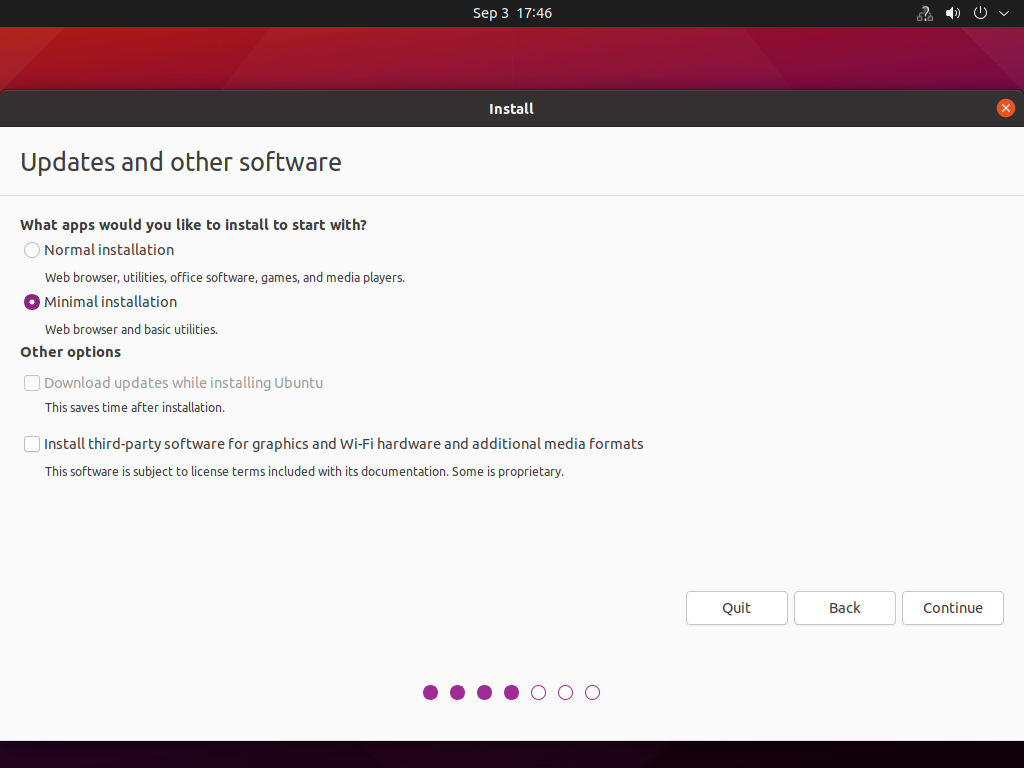 Sep 3 17:46
Install
Updates and other software
What apps would you like to install to start with?
Normal installation
Web browser, utilities, office software, games, and media players.
Minimal installation
Web browser and basic utilities.
Other options
Download updates while installing Ubuntu
This saves time after installation.
Install third-party software for graphics and Wi-Fi hardware and additional media formats
This software is subject to license terms included with its documentation. Some is proprietary.
Quit Back Continue